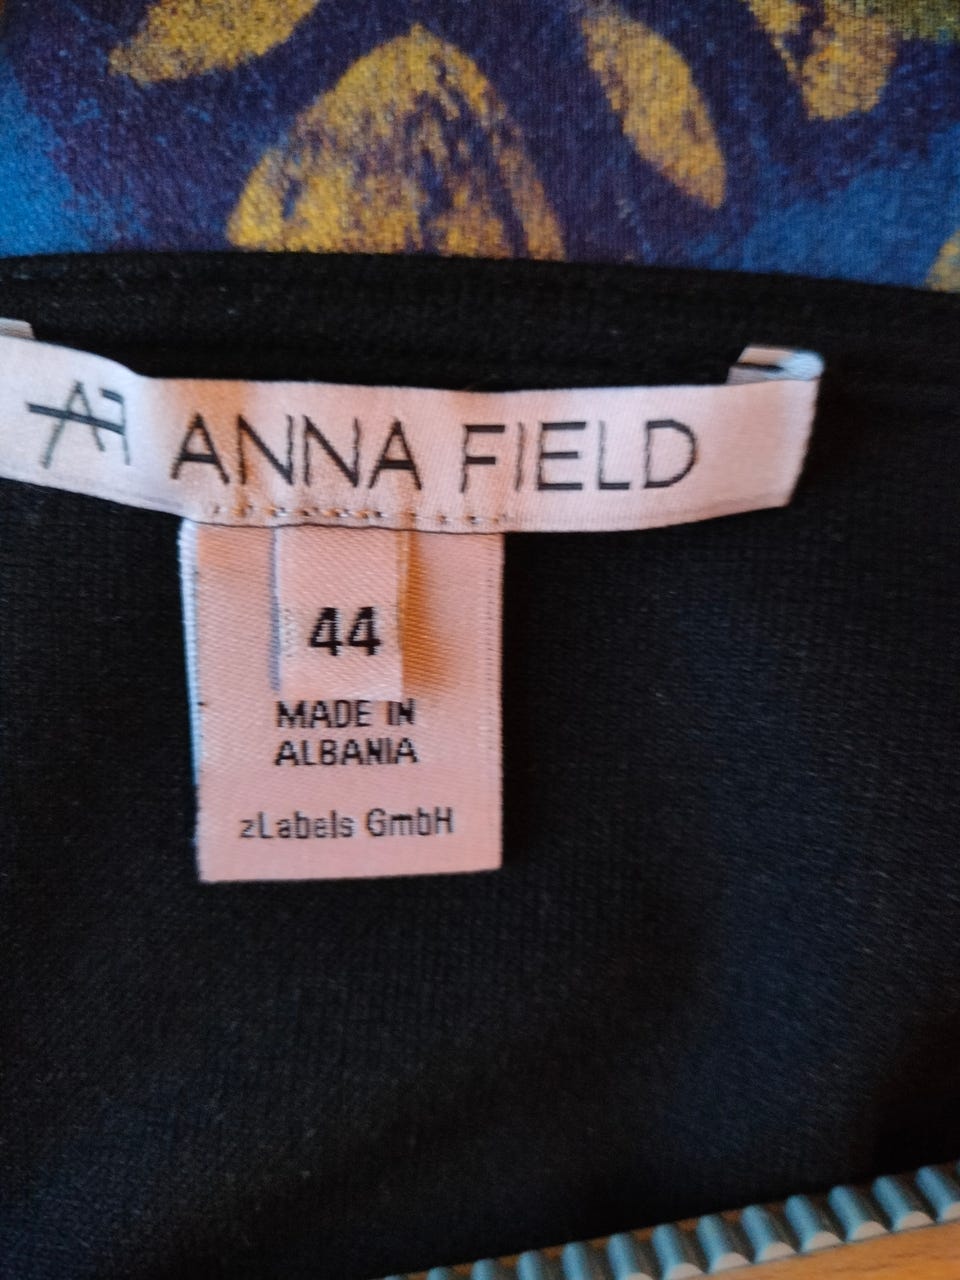 AF ANNA FIELD
44
MADE IN
ALBANIA
zLabels GmbH